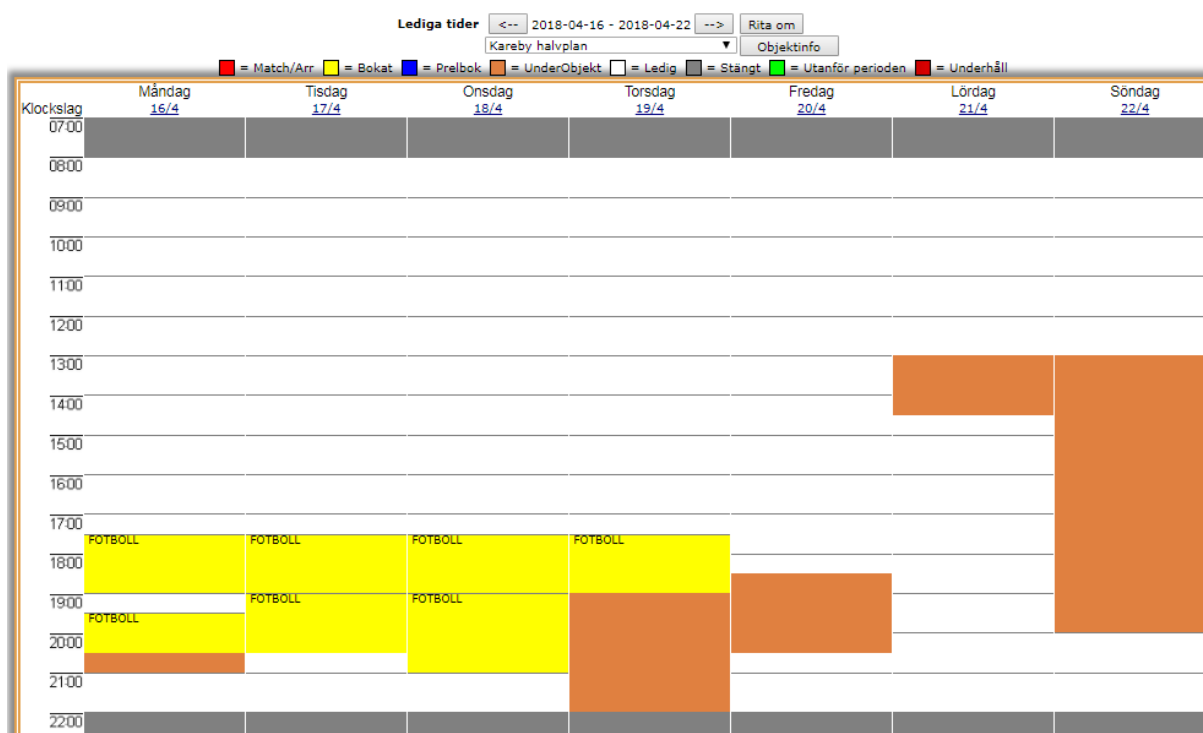 Lediga tider <-- 2018-04-16 - 2018-04-22 --> Rita om
Kareby halvplan Objektinfo
= Match/Arr = Bokat = Prelbok = UnderObjekt = Ledig = Stängt = Utanför perioden = Underhåll
Måndag Tisdag Onsdag Torsdag Fredag Lördag Söndag
Klockslag 16/4 17/4 18/4 19/4 20/4 21/4 22/4
07:00
08:00
09:00
10:00
11:00
12:00
13:00
14:00
15:00
16:00
17:00
FOTBOLL FOTBOLL FOTBOLL FOTBOLL
18:00
19:00 FOTBOLL FOTBOLL
FOTBOLL
20:00
21:00
22:00